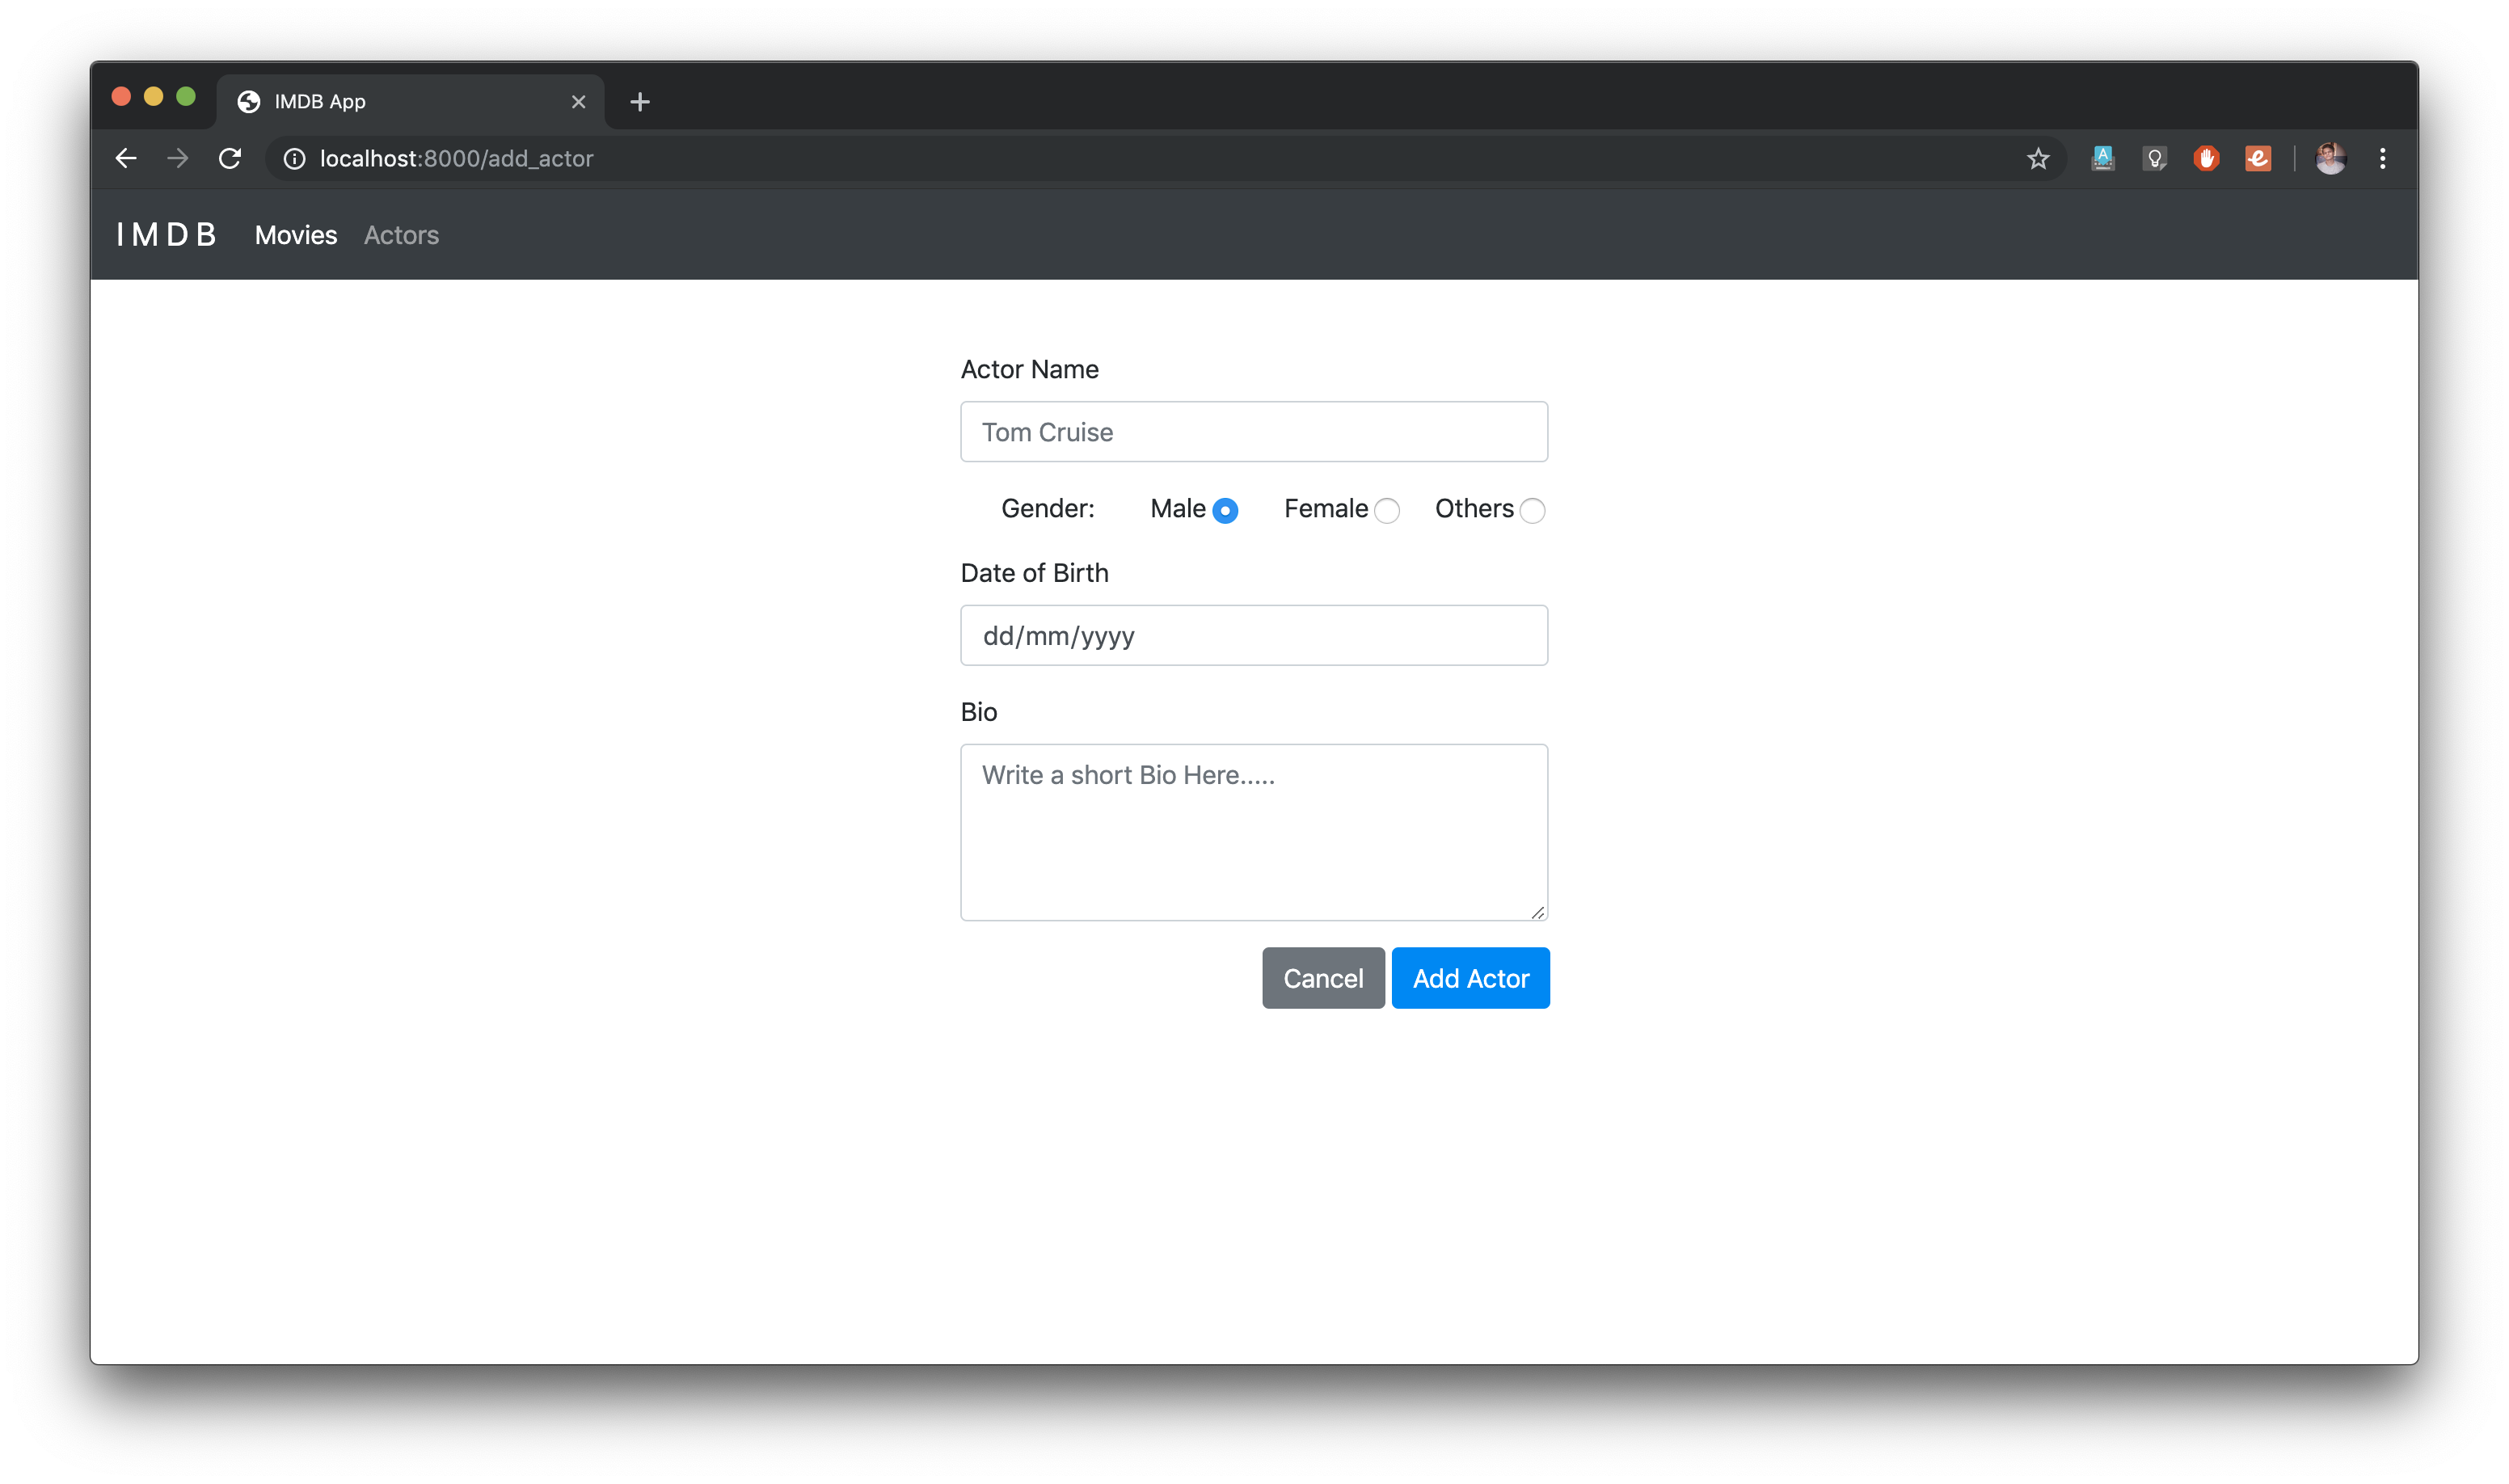 IMDB App
localhost:8000/add_actor
A
IMDB Movies Actors
Actor Name
Tom Cruise
Gender: Male Female Others
Date of Birth
dd/mm/yyyy
Bio
Write a short Bio Here.....
Cancel Add Actor